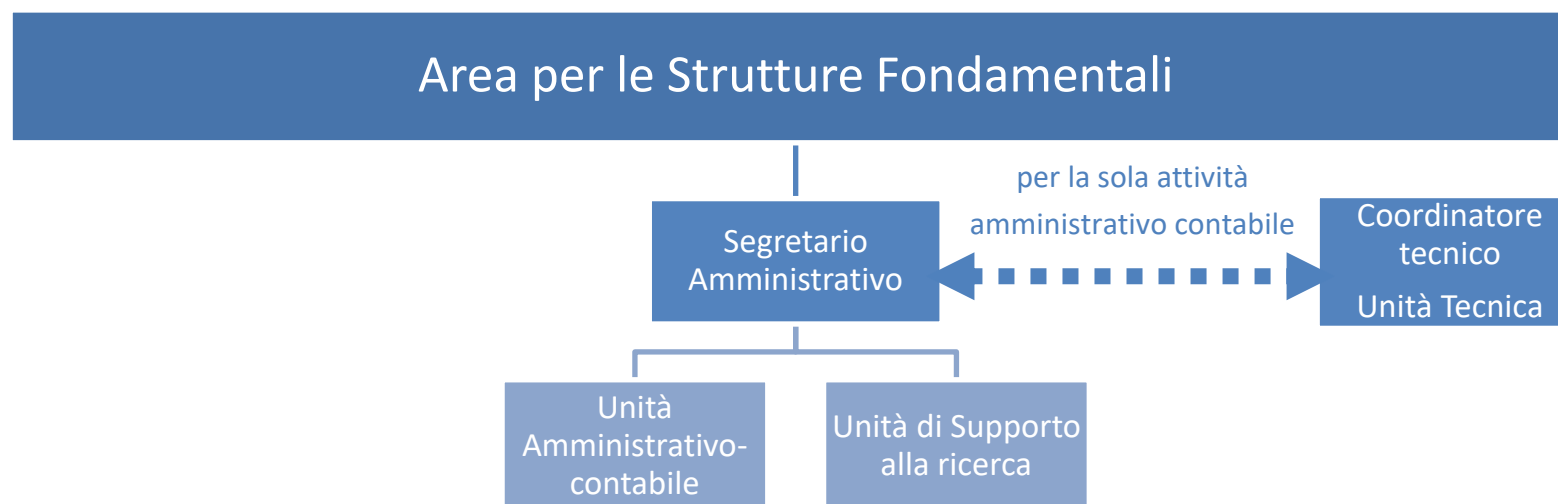 Area per le Strutture Fondamentali
per la sola attività
amministrativo contabile
Segretario
Amministrativo
Coordinatore
tecnico
Unità Tecnica
Unità
Amministrativo-
contabile
Unità di Supporto
alla ricerca